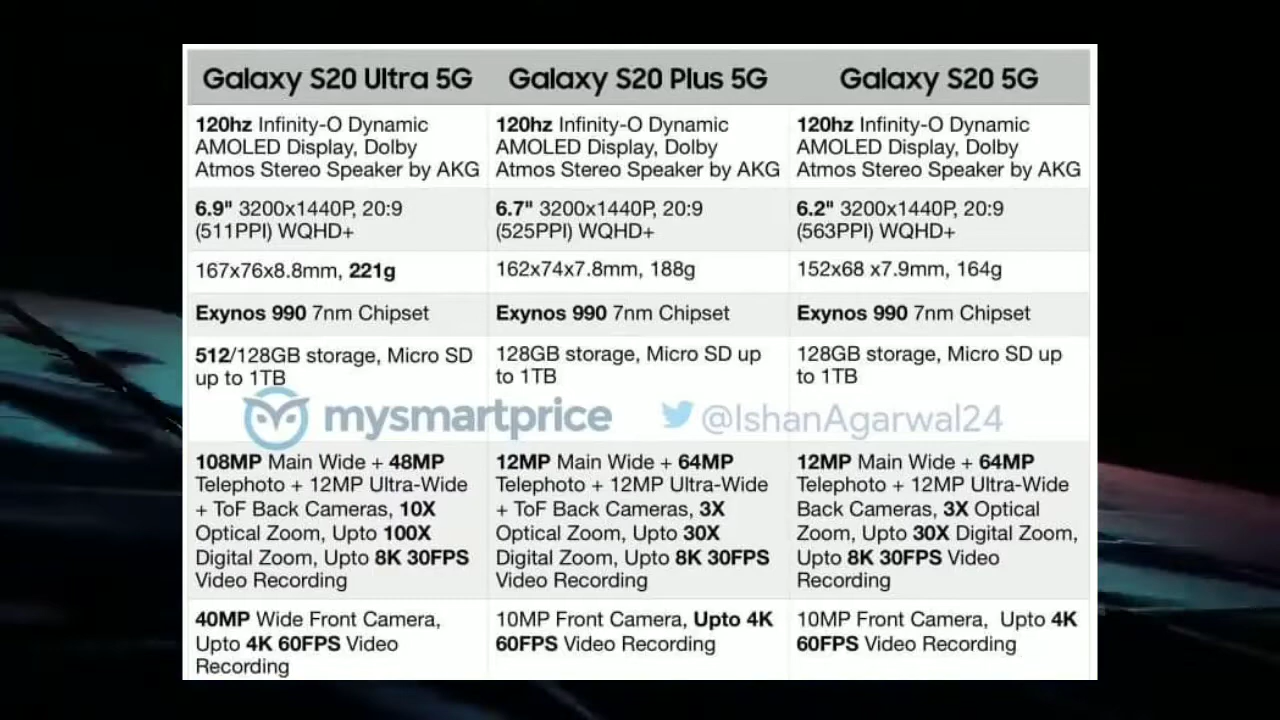 Galaxy S20 Ultra 5G
Galaxy S20 Plus 5G
Galaxy S20 5G
120hz Infinity-O Dynamic
AMOLED Display, Dolby
Atmos Stereo Speaker by AKG
120hz Infinity-O Dynamic
AMOLED Display, Dolby
Atmos Stereo Speaker by AKG
120hz Infinity-O Dynamic
AMOLED Display, Dolby
Atmos Stereo Speaker by AKG
6.9" 3200x1440P, 20:9
(511PPI) WQHD+
6.7" 3200x1440P, 20:9
(525PPI) WQHD+
6.2" 3200x1440P, 20:9
(563PPI) WQHD+
167x76x8.8mm, 221g
162x74x7.8mm, 188g
152x68 x7.9mm, 164g
Exynos 990 7nm Chipset
Exynos 990 7nm Chipset
Exynos 990 7nm Chipset
512/128GB storage, Micro SD
up to 1TB
128GB storage, Micro SD up
to 1TB
128GB storage, Micro SD up
to 1TB
mysmartprice
@IshanAgarwal24
108MP Main Wide + 48MP
Telephoto + 12MP Ultra-Wide
+ ToF Back Cameras, 10X
Optical Zoom, Upto 100X
Digital Zoom, Upto 8K 30FPS
Video Recording
12MP Main Wide + 64MP
Telephoto + 12MP Ultra-Wide
+ ToF Back Cameras, 3X
Optical Zoom, Upto 30X
Digital Zoom, Upto 8K 30FPS
Video Recording
12MP Main Wide + 64MP
Telephoto + 12MP Ultra-Wide
Back Cameras, 3X Optical
Zoom, Upto 30X Digital Zoom,
Upto 8K 30FPS Video
Recording
40MP Wide Front Camera,
Upto 4K 60FPS Video
Recording
10MP Front Camera, Upto 4K
60FPS Video Recording
10MP Front Camera, Upto 4K
60FPS Video Recording